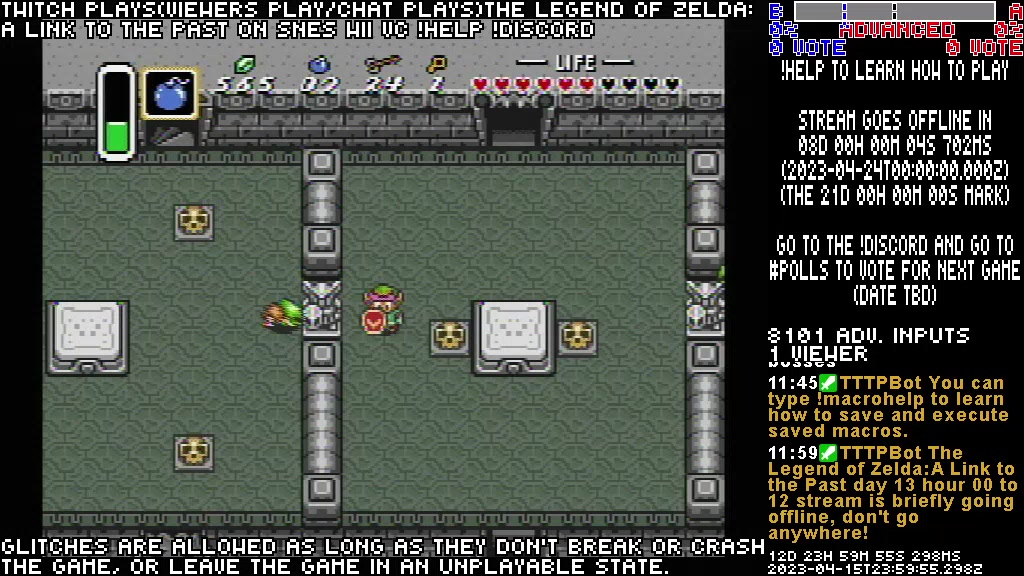 TWITCH PLAYS(VIEWERS PLAY/CHAT PLAYS)THE LEGEND OF ZELDA:
A LINK TO THE PAST ON SNES WII VC !HELP !DISCORD
B A
0% ADVANCED 0%
0 VOTE 0 VOTE
!HELP TO LEARN HOW TO PLAY
565 02 24 1
LIFE
STREAM GOES OFFLINE IN
08D 00H 00M 04S 702MS
(2023-04-24T00:00:00.000Z)
(THE 21D 00H 00M 00S MARK)
GO TO THE !DISCORD AND GO TO
#POLLS TO VOTE FOR NEXT GAME
(DATE TBD)
8101 ADV. INPUTS
1 VIEWER
bosses
11:45 TTTPBot You can
type !macrohelp to learn
how to save and execute
saved macros.
11:59 TTTPBot The
Legend of Zelda:A Link to
the Past day 13 hour 00 to
12 stream is briefly going
offline, don't go
anywhere!
GLITCHES ARE ALLOWED AS LONG AS THEY DON'T BREAK OR CRASH
THE GAME, OR LEAVE THE GAME IN AN UNPLAYABLE STATE.
12D 23H 59M 55S 298MS
2023-04-15T23:59:55.298Z